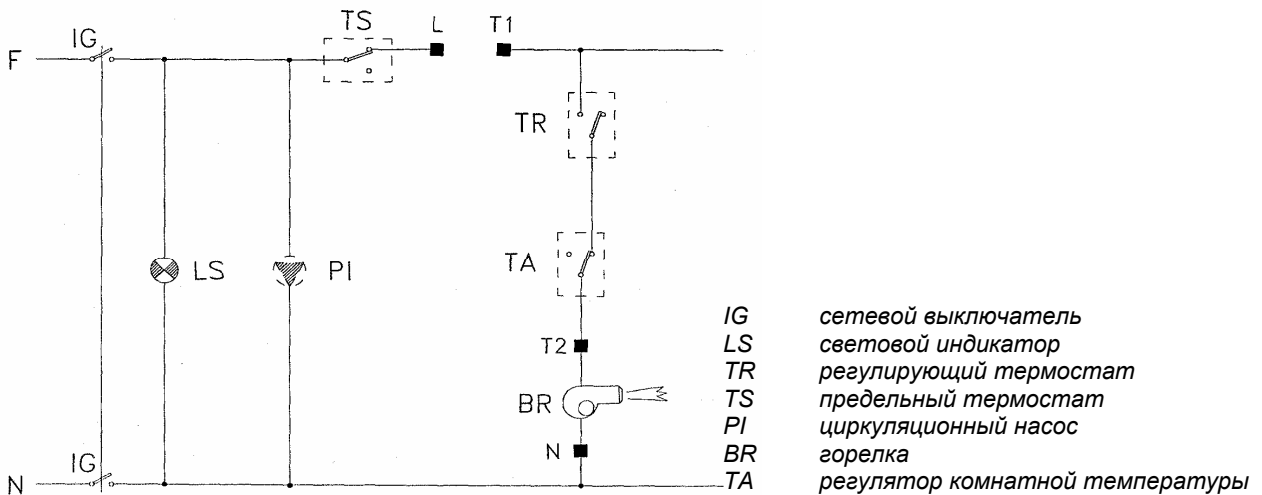 TS
L
T1
IG
F
TR
TA
LS
PI
T2
BR
N
IG
N
IG сетевой выключатель
LS световой индикатор
TR регулирующий термостат
TS предельный термостат
PI циркуляционный насос
BR горелка
TA регулятор комнатной температуры